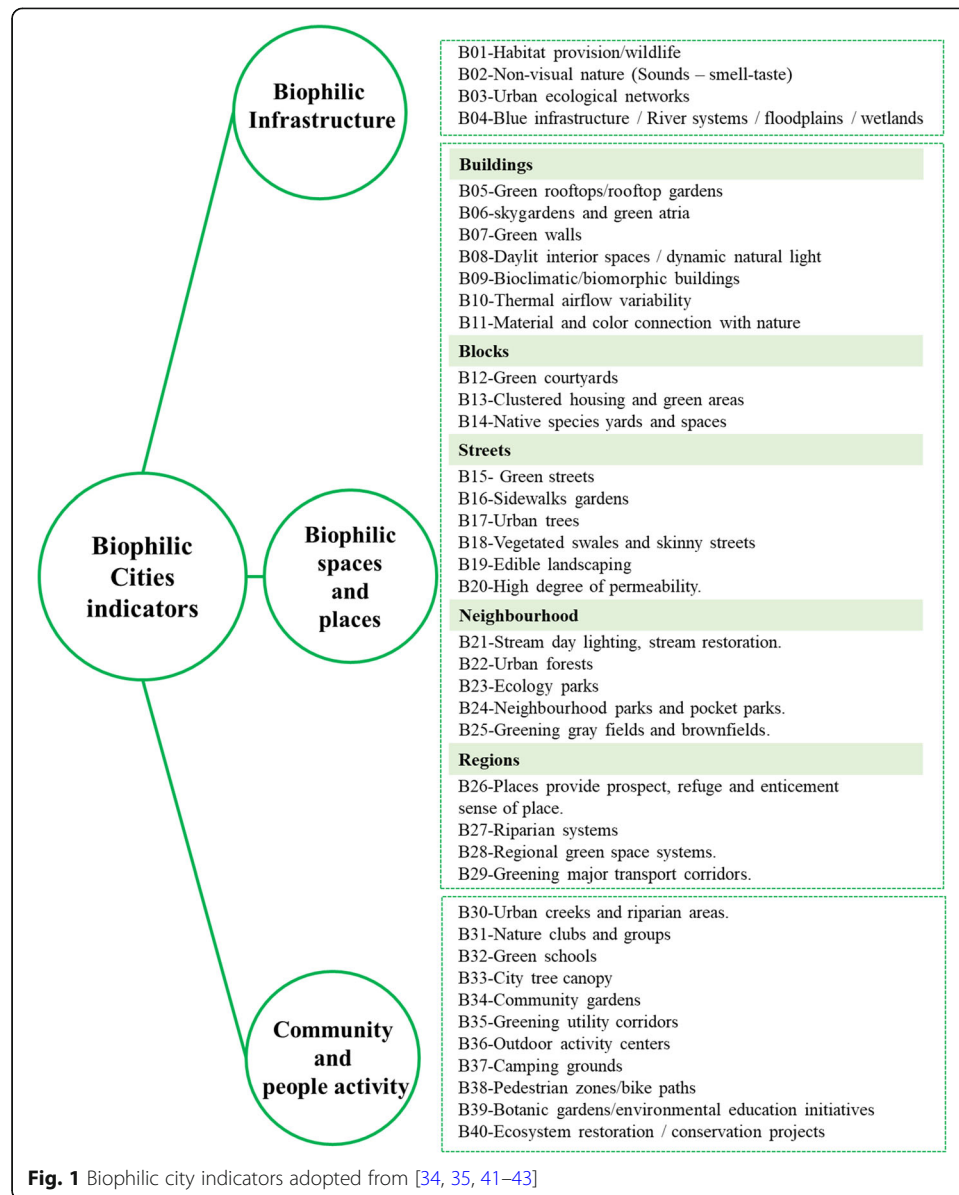 Biophilic
Infrastructure
B01-Habitat provision/wildlife
B02-Non-visual nature (Sounds – smell-taste)
B03-Urban ecological networks
B04-Blue infrastructure / River systems / floodplains / wetlands
Biophilic
Cities
indicators
Biophilic
spaces
and
places
Buildings
B05-Green rooftops/rooftop gardens
B06-skygardens and green atria
B07-Green walls
B08-Daylit interior spaces / dynamic natural light
B09-Bioclimatic/biomorphic buildings
B10-Thermal airflow variability
B11-Material and color connection with nature
Blocks
B12-Green courtyards
B13-Clustered housing and green areas
B14-Native species yards and spaces
Streets
B15- Green streets
B16-Sidewalks gardens
B17-Urban trees
B18-Vegetated swales and skinny streets
B19-Edible landscaping
B20-High degree of permeability.
Neighbourhood
B21-Stream day lighting, stream restoration.
B22-Urban forests
B23-Ecology parks
B24-Neighbourhood parks and pocket parks.
B25-Greening gray fields and brownfields.
Regions
B26-Places provide prospect, refuge and enticement
sense of place.
B27-Riparian systems
B28-Regional green space systems.
B29-Greening major transport corridors.
Community
and
people activity
B30-Urban creeks and riparian areas.
B31-Nature clubs and groups
B32-Green schools
B33-City tree canopy
B34-Community gardens
B35-Greening utility corridors
B36-Outdoor activity centers
B37-Camping grounds
B38-Pedestrian zones/bike paths
B39-Botanic gardens/environmental education initiatives
B40-Ecosystem restoration / conservation projects
Fig. 1 Biophilic city indicators adopted from [34, 35, 41–43]